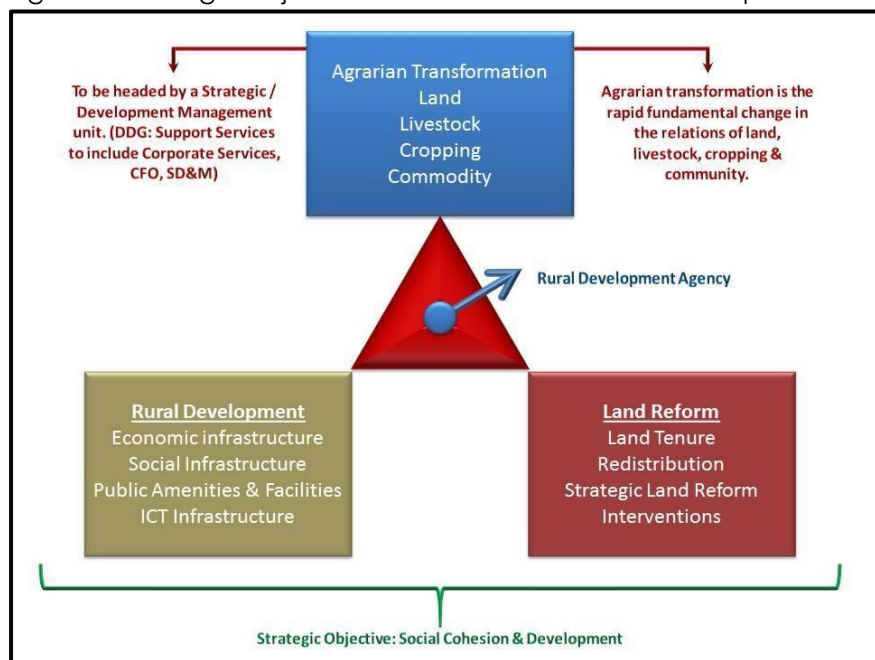 To be headed by a Strategic /
Development Management
unit. (DDG: Support Services
to include Corporate Services,
CFO, SD&M)
Agrarian Transformation
Land
Livestock
Cropping
Commodity
Agrarian transformation is the
rapid fundamental change in
the relations of land,
livestock, cropping &
community.
Rural Development Agency
Rural Development
Economic infrastructure
Social Infrastructure
Public Amenities & Facilities
ICT Infrastructure
Land Reform
Land Tenure
Redistribution
Strategic Land Reform
Interventions
Strategic Objective: Social Cohesion & Development